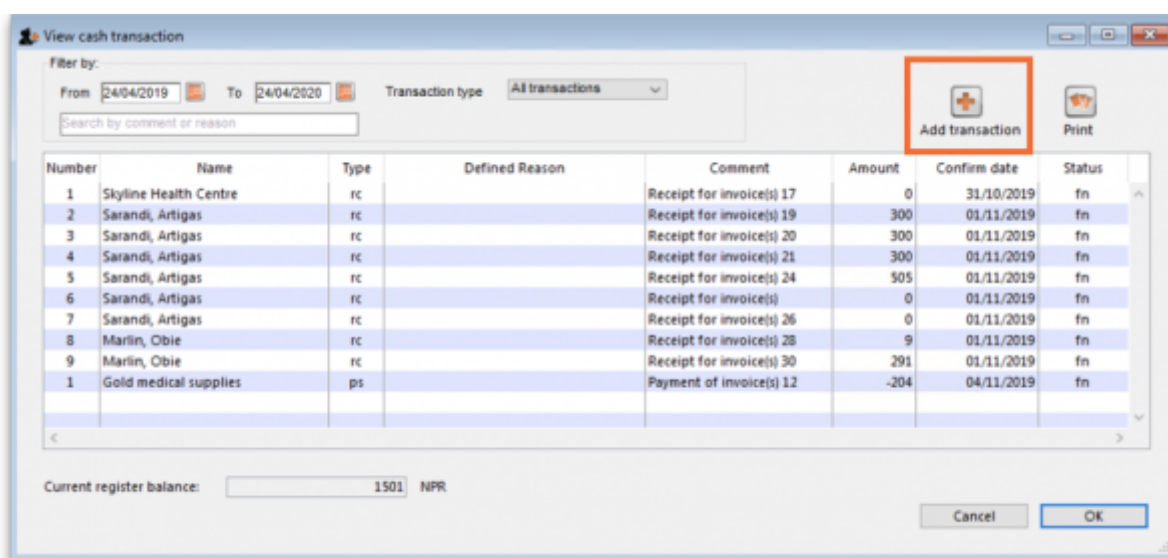 View cash transaction
Filter by:
From 24/04/2019 To 24/04/2020 Transaction type All transactions
Search by comment or reason
Add transaction Print
Number Name Type Defined Reason Comment Amount Confirm date Status
1 Skyline Health Centre rc Receipt for invoice(s) 17 0 31/10/2019 fn
2 Sarandi, Artigas rc Receipt for invoice(s) 19 300 01/11/2019 fn
3 Sarandi, Artigas rc Receipt for invoice(s) 20 300 01/11/2019 fn
4 Sarandi, Artigas rc Receipt for invoice(s) 21 300 01/11/2019 fn
5 Sarandi, Artigas rc Receipt for invoice(s) 24 505 01/11/2019 fn
6 Sarandi, Artigas rc Receipt for invoice(s) 0 01/11/2019 fn
7 Sarandi, Artigas rc Receipt for invoice(s) 26 0 01/11/2019 fn
8 Marlin, Obie rc Receipt for invoice(s) 28 9 01/11/2019 fn
9 Marlin, Obie rc Receipt for invoice(s) 30 291 01/11/2019 fn
1 Gold medical supplies ps Payment of invoice(s) 12 -204 04/11/2019 fn
Current register balance: 1501 NPR
Cancel OK